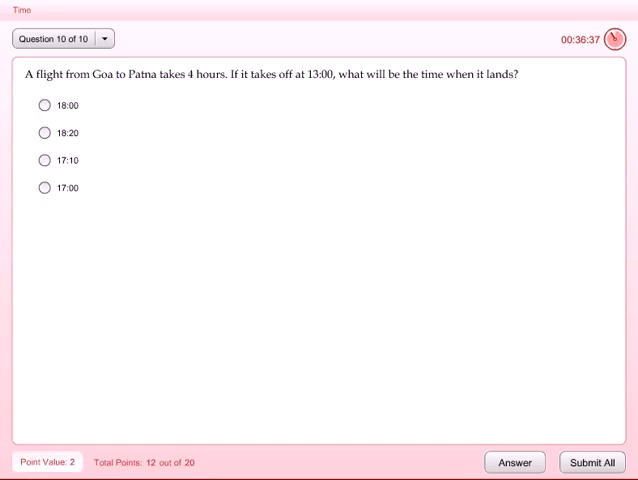 Time
Question 10 of 10
00:36:37
A flight from Goa to Patna takes 4 hours. If it takes off at 13:00, what will be the time when it lands?
18:00
18:20
17:10
17:00
Point Value: 2
Total Points: 12 out of 20
Answer
Submit All